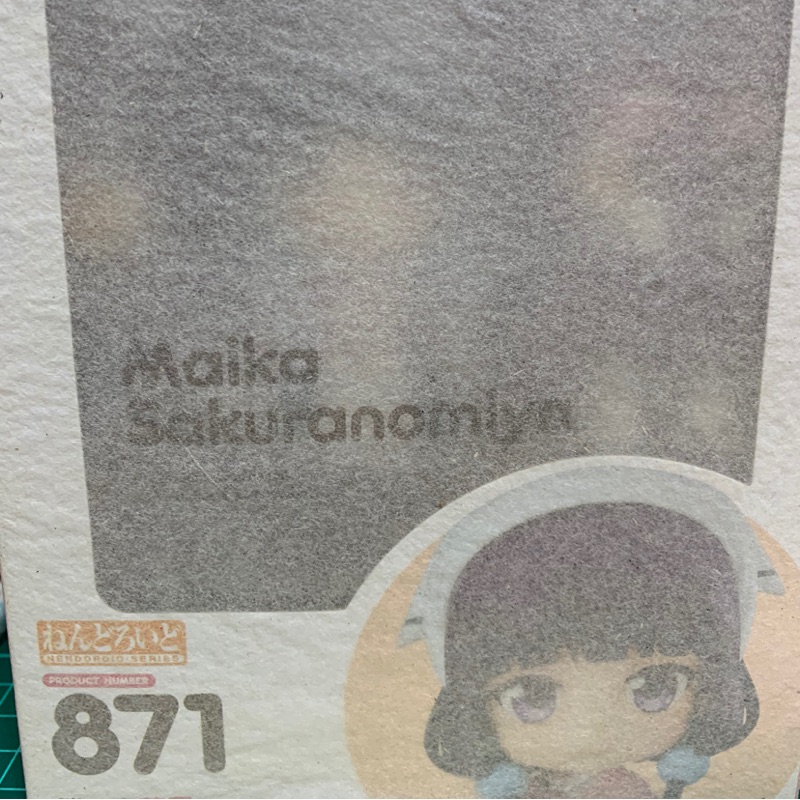 Maika
Sakuranomiya
ねんどろいど
NENDOROID SERIES
PRODUCT NUMBER
871